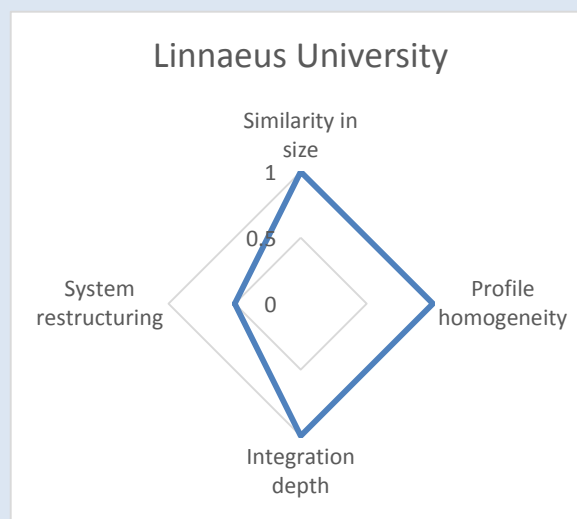 Linnaeus University
Similarity in
size
1
0.5
System
restructuring
0
Profile
homogeneity
Integration
depth